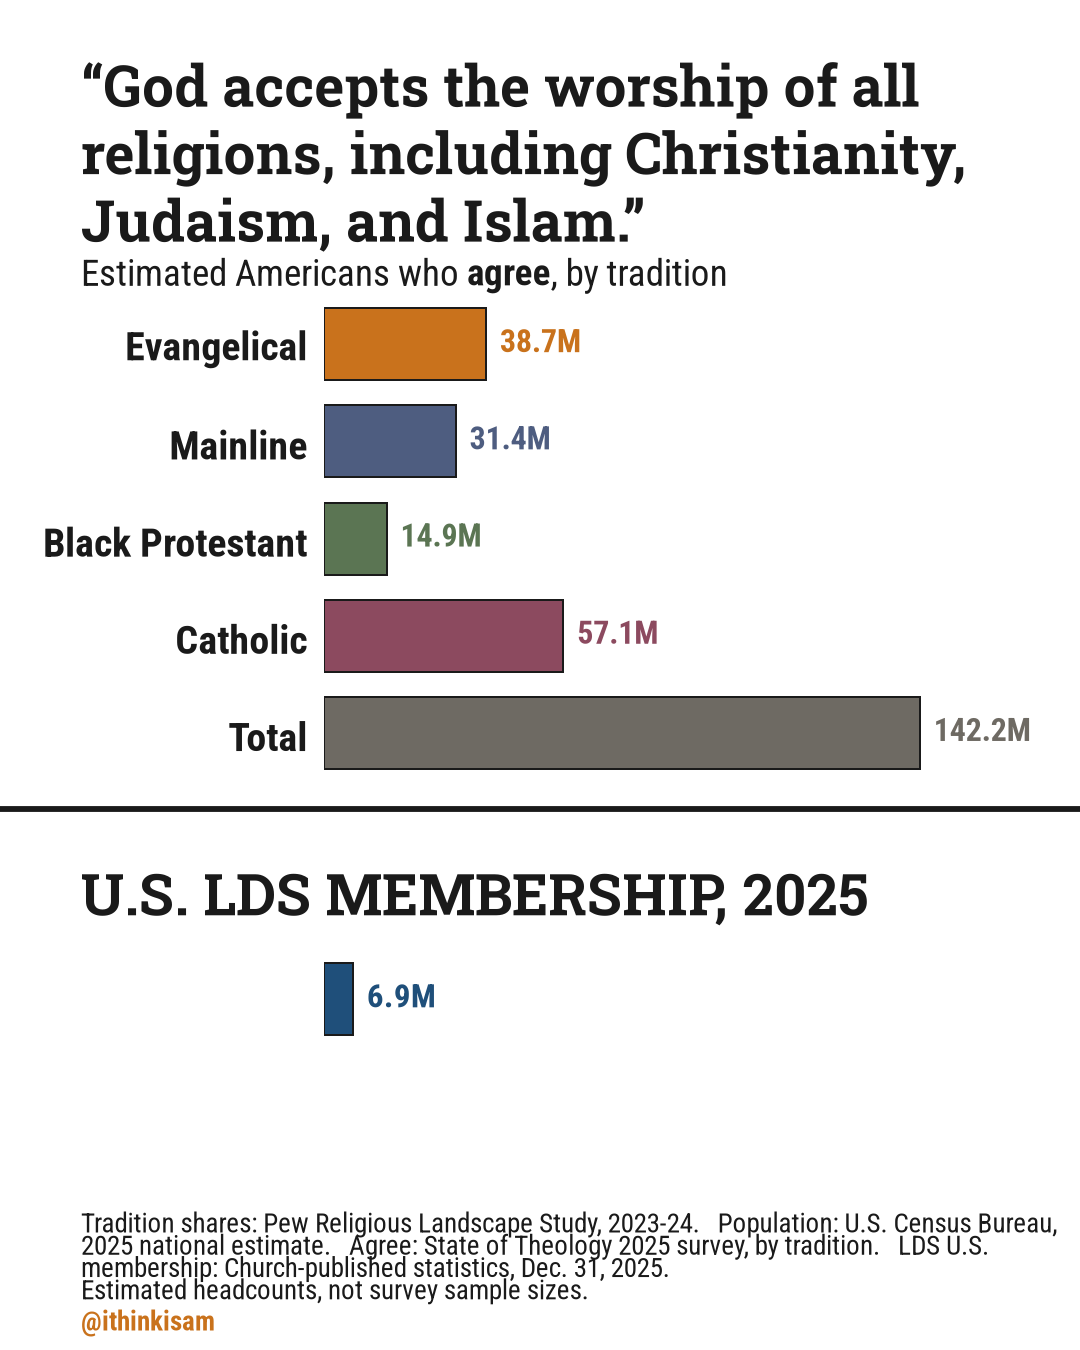 “God accepts the worship of all
religions, including Christianity,
Judaism, and Islam.”
Estimated Americans who agree, by tradition
Evangelical 38.7M
Mainline 31.4M
Black Protestant 14.9M
Catholic 57.1M
Total 142.2M
U.S. LDS MEMBERSHIP, 2025
6.9M
Tradition shares: Pew Religious Landscape Study, 2023-24. Population: U.S. Census Bureau,
2025 national estimate. Agree: State of Theology 2025 survey, by tradition. LDS U.S.
membership: Church-published statistics, Dec. 31, 2025.
Estimated headcounts, not survey sample sizes.
@ithinkisam